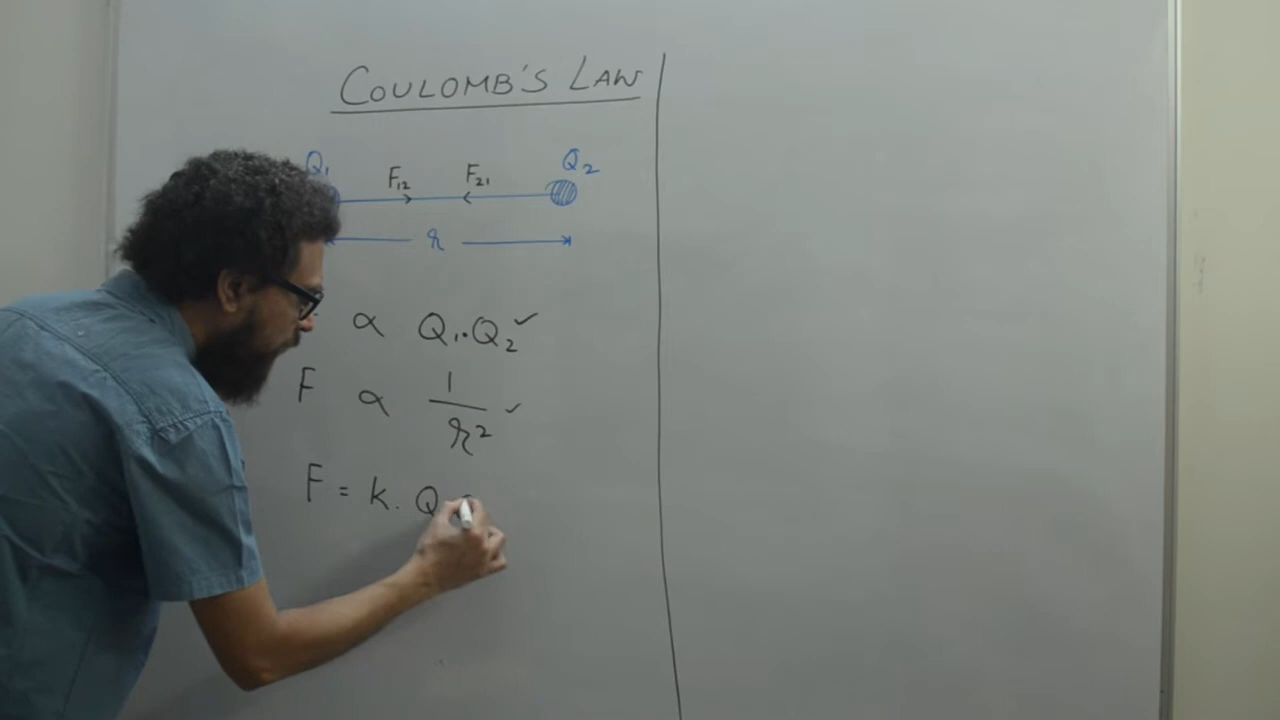 COULOMB'S LAW
Q₁ Q₂
F₁₂ F₂₁
r
∝ Q₁.Q₂ ✓
F ∝ 1/r² ✓
F = k. Q